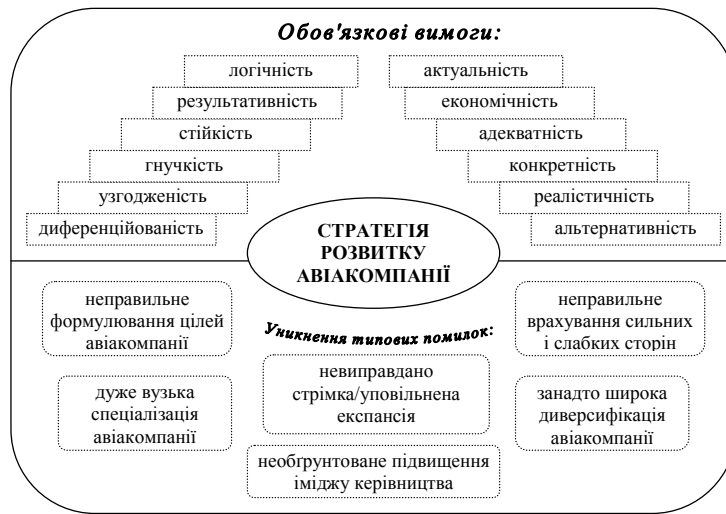 Обов'язкові вимоги:
логічність
актуальність
результативність
економічність
стійкість
адекватність
гнучкість
конкретність
узгодженість
реалістичність
диференційованість
альтернативність
СТРАТЕГІЯ
РОЗВИТКУ
АВІАКОМПАНІЇ
неправильне
формулювання цілей
авіакомпанії
Уникнення типових помилок:
неправильне
врахування сильних
і слабких сторін
дуже вузька
спеціалізація
авіакомпанії
невиправдано
стрімка/уповільнена
експансія
занадто широка
диверсифікація
авіакомпанії
необґрунтоване підвищення
іміджу керівництва